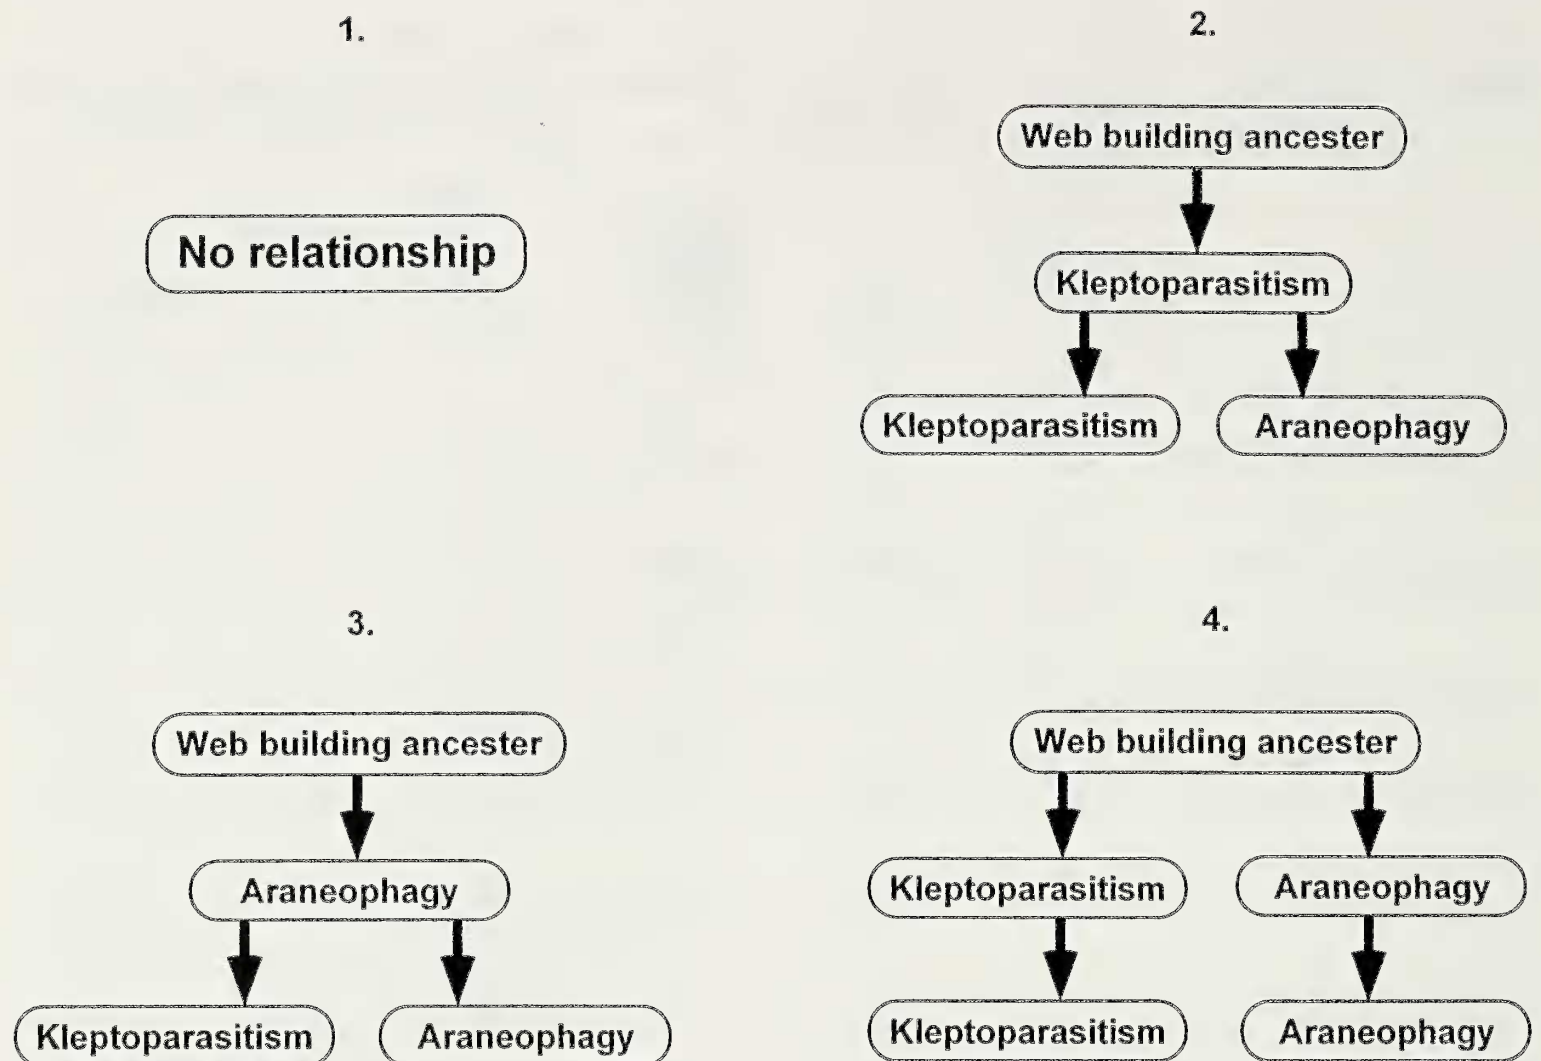 1.
No relationship
2.
Web building ancester
Kleptoparasitism
Kleptoparasitism Araneophagy
3.
Web building ancester
Araneophagy
Kleptoparasitism Araneophagy
4.
Web building ancester
Kleptoparasitism Araneophagy
Kleptoparasitism Araneophagy